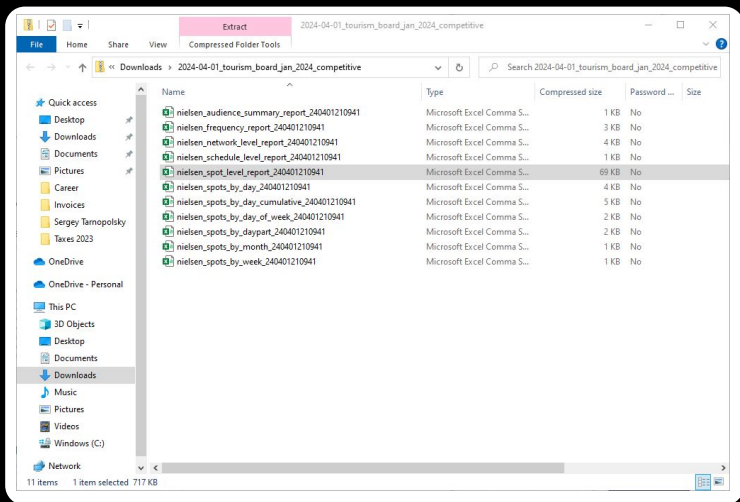 Extract
2024-04-01_tourism_board_jan_2024_competitive
File Home Share View Compressed Folder Tools
« Downloads > 2024-04-01_tourism_board_jan_2024_competitive
Search 2024-04-01_tourism_board_jan_2024_competitive
Quick access
Desktop
Downloads
Documents
Pictures
Career
Invoices
Sergey Tarnopolsky
Taxes 2023
OneDrive
OneDrive - Personal
This PC
3D Objects
Desktop
Documents
Downloads
Music
Pictures
Videos
Windows (C:)
Network
Name Type Compressed size Password ... Size
nielsen_audience_summary_report_240401210941 Microsoft Excel Comma S... 1 KB No
nielsen_frequency_report_240401210941 Microsoft Excel Comma S... 3 KB No
nielsen_network_level_report_240401210941 Microsoft Excel Comma S... 4 KB No
nielsen_schedule_level_report_240401210941 Microsoft Excel Comma S... 1 KB No
nielsen_spot_level_report_240401210941 Microsoft Excel Comma S... 69 KB No
nielsen_spots_by_day_240401210941 Microsoft Excel Comma S... 4 KB No
nielsen_spots_by_day_cumulative_240401210941 Microsoft Excel Comma S... 5 KB No
nielsen_spots_by_day_of_week_240401210941 Microsoft Excel Comma S... 2 KB No
nielsen_spots_by_daypart_240401210941 Microsoft Excel Comma S... 2 KB No
nielsen_spots_by_month_240401210941 Microsoft Excel Comma S... 1 KB No
nielsen_spots_by_week_240401210941 Microsoft Excel Comma S... 1 KB No
11 items 1 item selected 717 KB